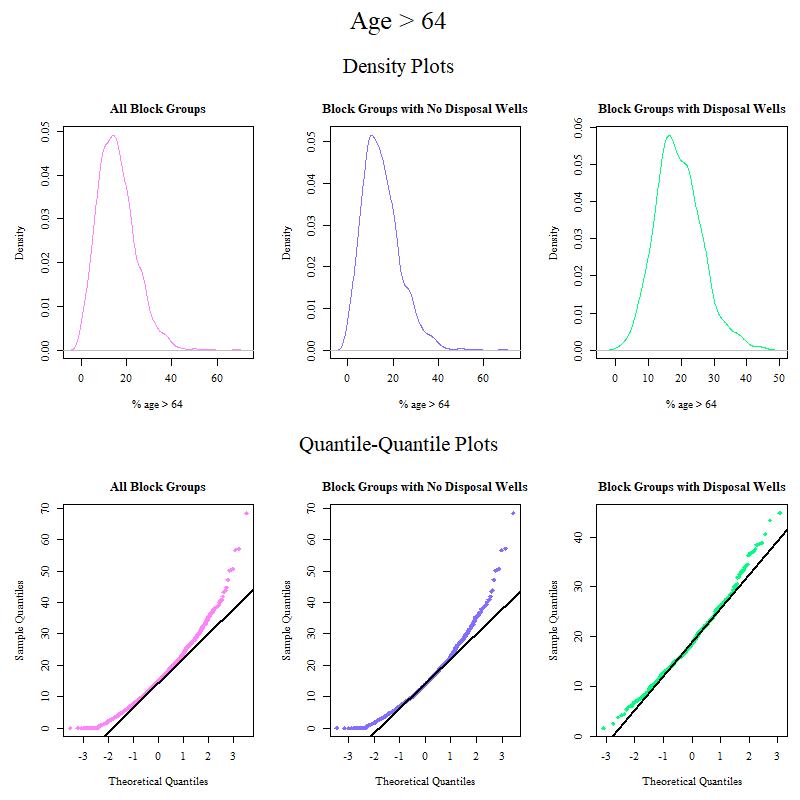 Age > 64
Density Plots
All Block Groups
Block Groups with No Disposal Wells
Block Groups with Disposal Wells
Density
0.00 0.01 0.02 0.03 0.04 0.05
0 20 40 60
% age > 64
Density
0.00 0.01 0.02 0.03 0.04 0.05
0 20 40 60
% age > 64
Density
0.00 0.01 0.02 0.03 0.04 0.05 0.06
0 10 20 30 40 50
% age > 64
Quantile-Quantile Plots
All Block Groups
Block Groups with No Disposal Wells
Block Groups with Disposal Wells
Sample Quantiles
0 10 20 30 40 50 60 70
-3 -2 -1 0 1 2 3
Theoretical Quantiles
Sample Quantiles
0 10 20 30 40 50 60 70
-3 -2 -1 0 1 2 3
Theoretical Quantiles
Sample Quantiles
0 10 20 30 40
-3 -2 -1 0 1 2 3
Theoretical Quantiles